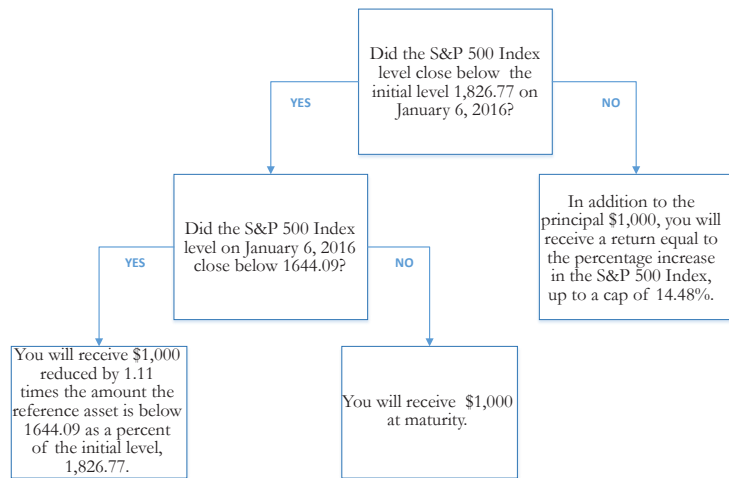 Did the S&P 500 Index
level close below the
initial level 1,826.77 on
January 6, 2016?
YES
NO
Did the S&P 500 Index
level on January 6, 2016
close below 1644.09?
In addition to the
principal $1,000, you will
receive a return equal to
the percentage increase
in the S&P 500 Index,
up to a cap of 14.48%.
YES
NO
You will receive $1,000
reduced by 1.11
times the amount the
reference asset is below
1644.09 as a percent
of the initial level,
1,826.77.
You will receive $1,000
at maturity.